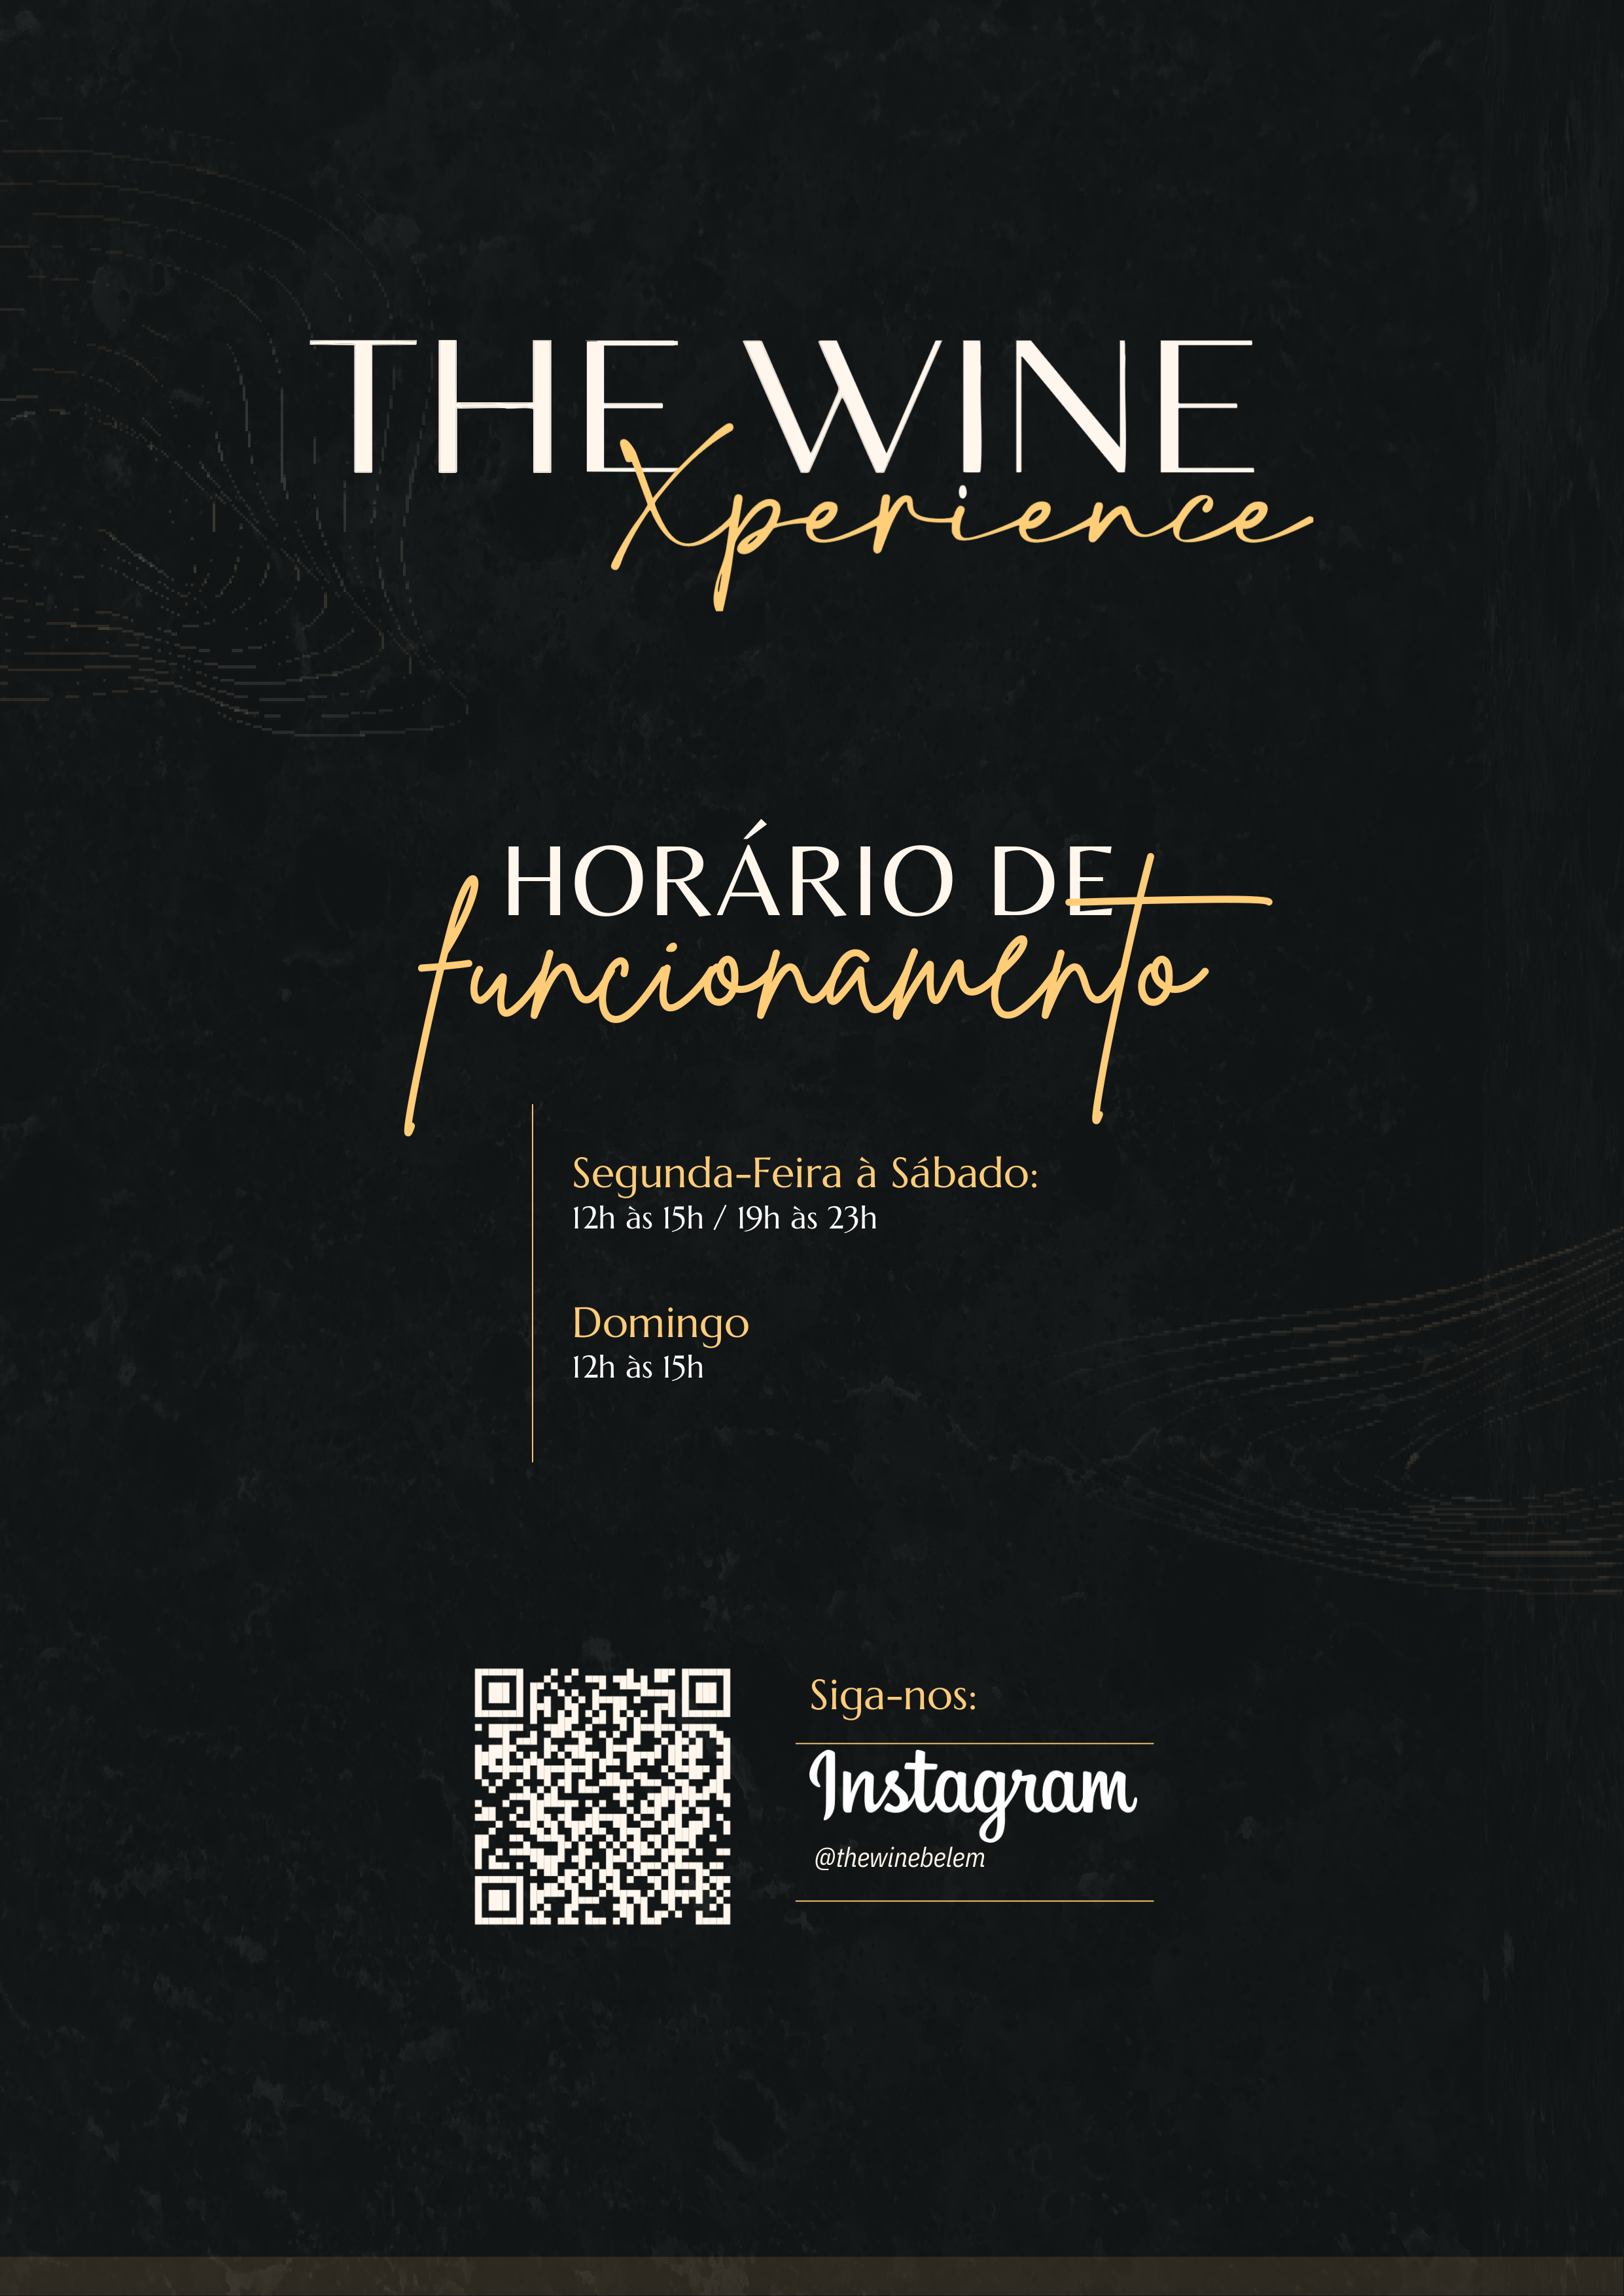 THE WINE
Xperience
HORÁRIO DE
funcionamento
Segunda-Feira à Sábado:
12h às 15h / 19h às 23h
Domingo
12h às 15h
Siga-nos:
Instagram
@thewinebelem